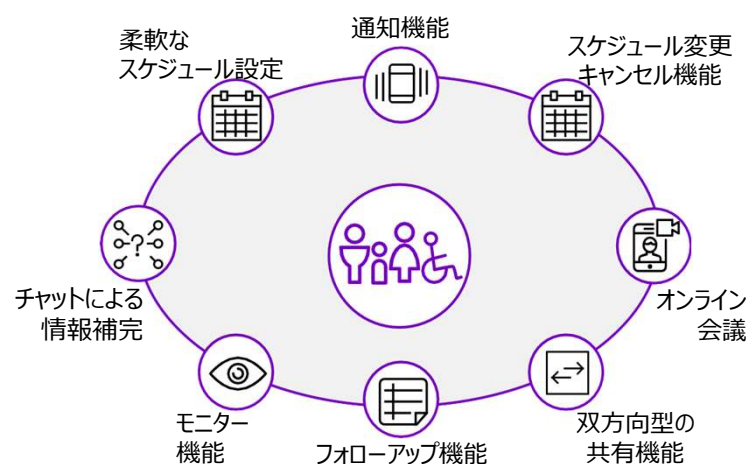 通知機能
柔軟な
スケジュール設定
スケジュール変更
キャンセル機能
?
チャットによる
情報補完
オンライン
会議
モニター
機能
フォローアップ機能
双方向型の
共有機能